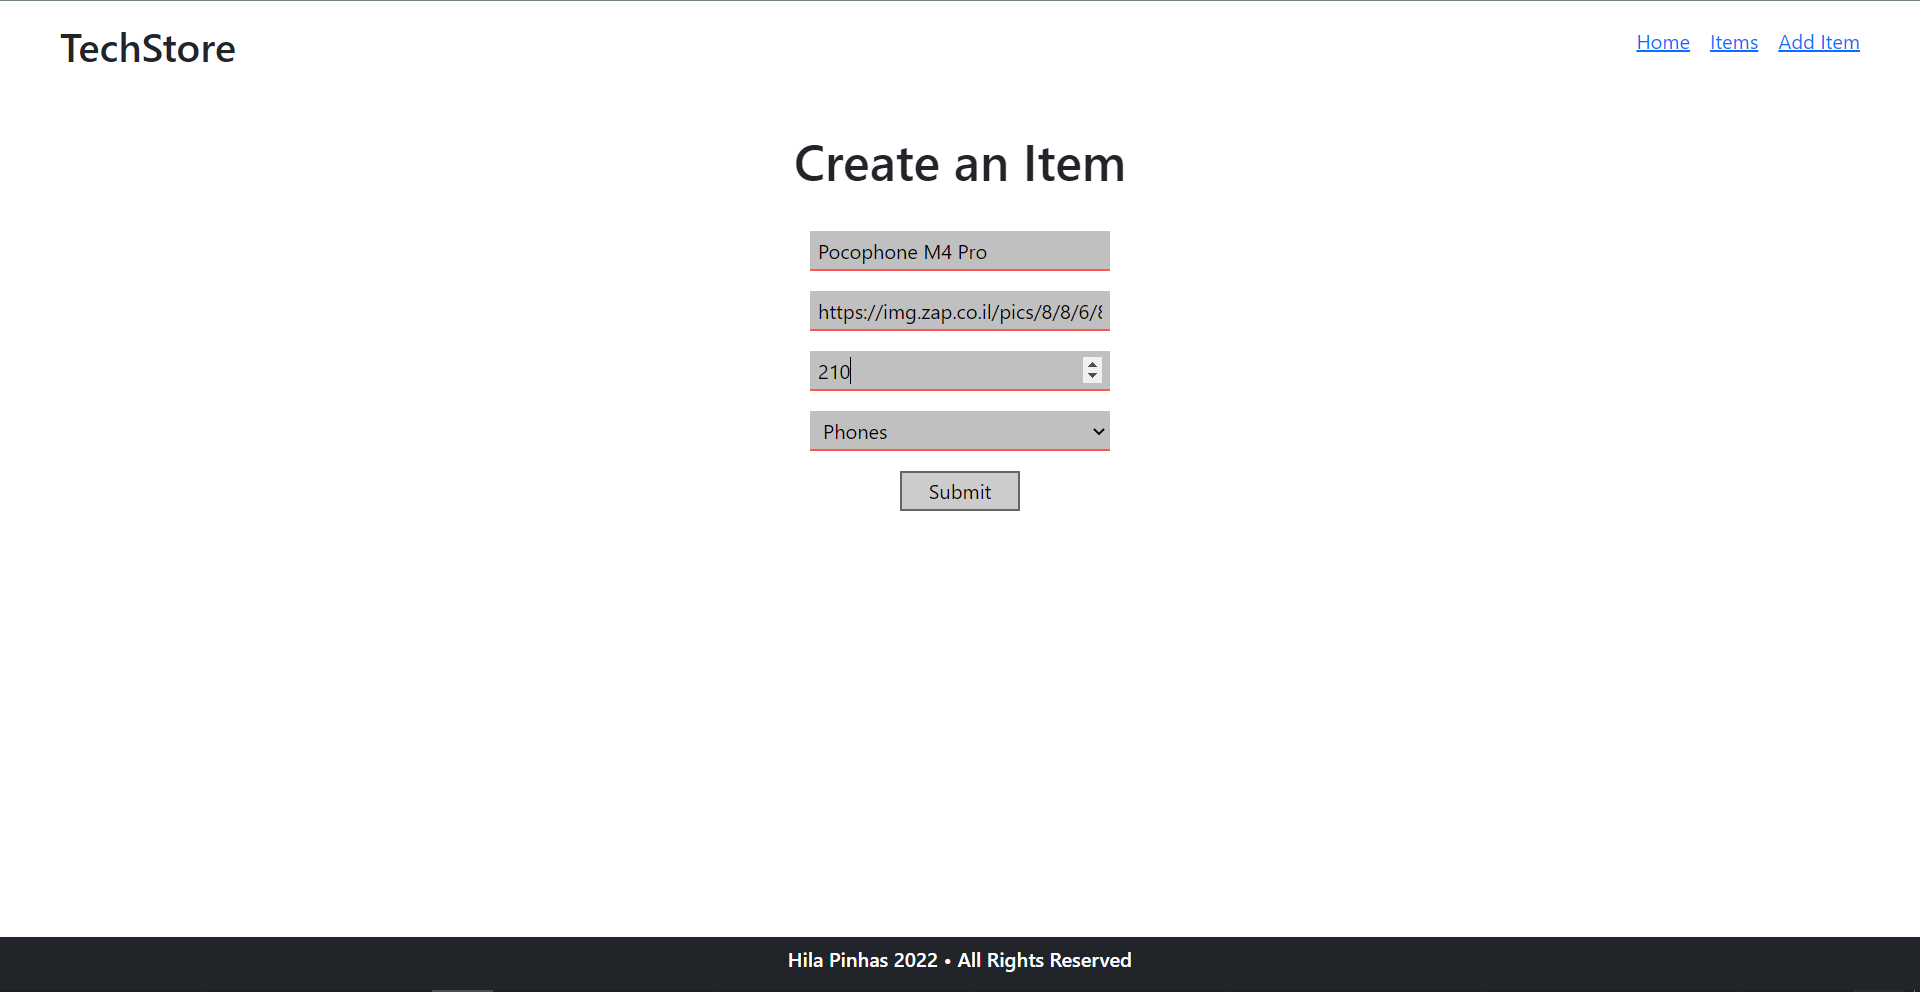 TechStore
Home Items Add Item
Create an Item
Pocophone M4 Pro
https://img.zap.co.il/pics/8/8/6/
210
Phones
Submit
Hila Pinhas 2022 • All Rights Reserved